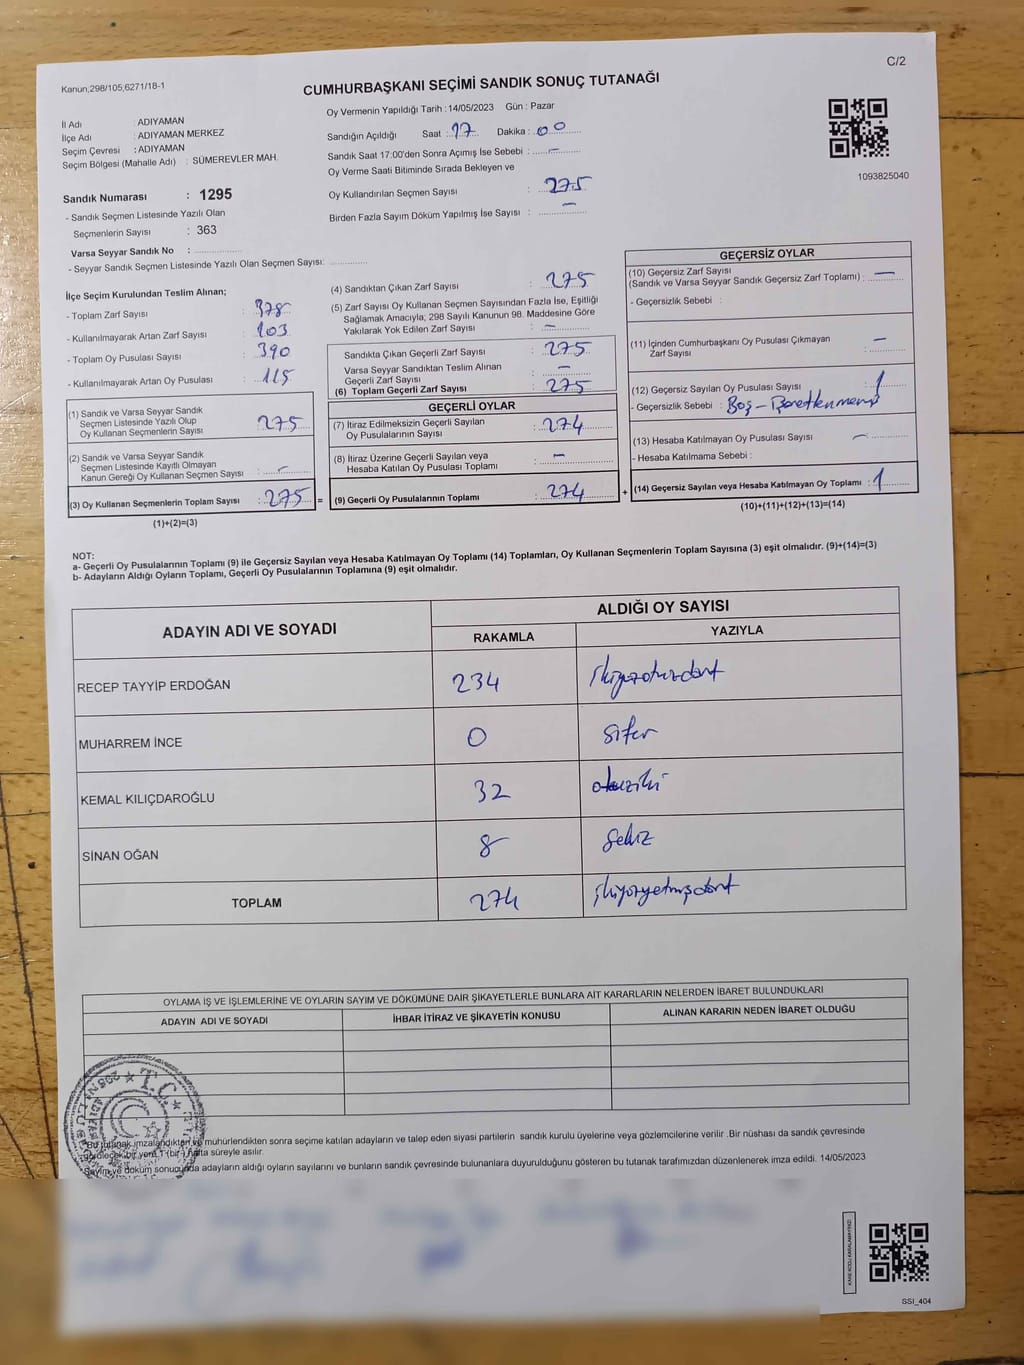 Kanun,298/105,6271/18-1
C/2
CUMHURBAŞKANI SEÇİMİ SANDIK SONUÇ TUTANAĞI
İl Adı : ADIYAMAN
İlçe Adı : ADIYAMAN MERKEZ
Seçim Çevresi : ADIYAMAN
Seçim Bölgesi (Mahalle Adı) : SÜMEREVLER MAH.
Sandık Numarası : 1295
- Sandık Seçmen Listesinde Yazılı Olan
Seçmenlerin Sayısı : 363
Varsa Seyyar Sandık No :
- Seyyar Sandık Seçmen Listesinde Yazılı Olan Seçmen Sayısı:
Oy Vermenin Yapıldığı Tarih : 14/05/2023 Gün : Pazar
Sandığın Açıldığı Saat : 17 Dakika : 00
Sandık Saat 17:00'den Sonra Açımış İse Sebebi : -
Oy Verme Saati Bitiminde Sırada Bekleyen ve
Oy Kullandırılan Seçmen Sayısı : 275
Birden Fazla Sayım Döküm Yapılmış İse Sayısı : -
1093825040
İlçe Seçim Kurulundan Teslim Alınan;
- Toplam Zarf Sayısı : 378
- Kullanılmayarak Artan Zarf Sayısı : 103
- Toplam Oy Pusulası Sayısı : 390
- Kullanılmayarak Artan Oy Pusulası : 115
(1) Sandık ve Varsa Seyyar Sandık
Seçmen Listesinde Yazılı Olup
Oy Kullanan Seçmenlerin Sayısı : 275
(2) Sandık ve Varsa Seyyar Sandık
Seçmen Listesinde Kayıtlı Olmayan
Kanun Gereği Oy Kullanan Seçmen Sayısı : -
(3) Oy Kullanan Seçmenlerin Toplam Sayısı : 275 =
(1)+(2)=(3)
(4) Sandıktan Çıkan Zarf Sayısı : 275
(5) Zarf Sayısı Oy Kullanan Seçmen Sayısından Fazla İse, Eşitliği
Sağlamak Amacıyla; 298 Sayılı Kanunun 98. Maddesine Göre
Yakılarak Yok Edilen Zarf Sayısı : -
Sandıkta Çıkan Geçerli Zarf Sayısı : 275
Varsa Seyyar Sandıktan Teslim Alınan
Geçerli Zarf Sayısı : -
(6) Toplam Geçerli Zarf Sayısı : 275
GEÇERLİ OYLAR
(7) İtiraz Edilmeksizin Geçerli Sayılan
Oy Pusulalarının Sayısı : 274
(8) İtiraz Üzerine Geçerli Sayılan veya
Hesaba Katılan Oy Pusulası Toplamı : -
(9) Geçerli Oy Pusulalarının Toplamı : 274 +
GEÇERSİZ OYLAR
(10) Geçersiz Zarf Sayısı
(Sandık ve Varsa Seyyar Sandık Geçersiz Zarf Toplamı) : -
- Geçersizlik Sebebi :
(11) İçinden Cumhurbaşkanı Oy Pusulası Çıkmayan
Zarf Sayısı : -
(12) Geçersiz Sayılan Oy Pusulası Sayısı : 1
- Geçersizlik Sebebi : Boş - İşaretlenmemiş
(13) Hesaba Katılmayan Oy Pusulası Sayısı : -
- Hesaba Katılmama Sebebi :
(14) Geçersiz Sayılan veya Hesaba Katılmayan Oy Toplamı : 1
(10)+(11)+(12)+(13)=(14)
NOT:
a- Geçerli Oy Pusulalarının Toplamı (9) ile Geçersiz Sayılan veya Hesaba Katılmayan Oy Toplamı (14) Toplamları, Oy Kullanan Seçmenlerin Toplam Sayısına (3) eşit olmalıdır. (9)+(14)=(3)
b- Adayların Aldığı Oyların Toplamı, Geçerli Oy Pusulalarının Toplamına (9) eşit olmalıdır.
ADAYIN ADI VE SOYADI
ALDIĞI OY SAYISI
RAKAMLA YAZIYLA
RECEP TAYYİP ERDOĞAN 234 ikiyüzotuzdört
MUHARREM İNCE 0 sıfır
KEMAL KILIÇDAROĞLU 32 otuziki
SİNAN OĞAN 8 sekiz
TOPLAM 274 ikiyüzyetmişdört
OYLAMA İŞ VE İŞLEMLERİNE VE OYLARIN SAYIM VE DÖKÜMÜNE DAİR ŞİKAYETLERLE BUNLARA AİT KARARLARIN NELERDEN İBARET BULUNDUKLARI
ADAYIN ADI VE SOYADI İHBAR İTİRAZ VE ŞİKAYETİN KONUSU ALINAN KARARIN NEDEN İBARET OLDUĞU
T.C.
Bu tutanak imzalandıktan ve muhürlendikten sonra seçime katılan adayların ve talep eden siyasi partilerin sandık kurulu üyelerine veya gözlemcilerine verilir .Bir nüshası da sandık çevresinde
görülecek bir yere 1 (bir) hafta süreyle asılır.
Sayım ve döküm sonucunda adayların aldığı oyların sayılarını ve bunların sandık çevresinde bulunanlara duyurulduğunu gösteren bu tutanak tarafımızdan düzenlenerek imza edildi. 14/05/2023
KARE KODU KARALAMAYINIZ!
SSI_404